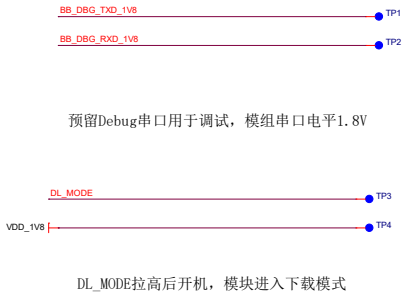 BB_DBG_TXD_1V8 TP1
BB_DBG_RXD_1V8 TP2
预留Debug串口用于调试，模组串口电平1.8V
DL_MODE TP3
VDD_1V8 TP4
DL_MODE拉高后开机，模块进入下载模式